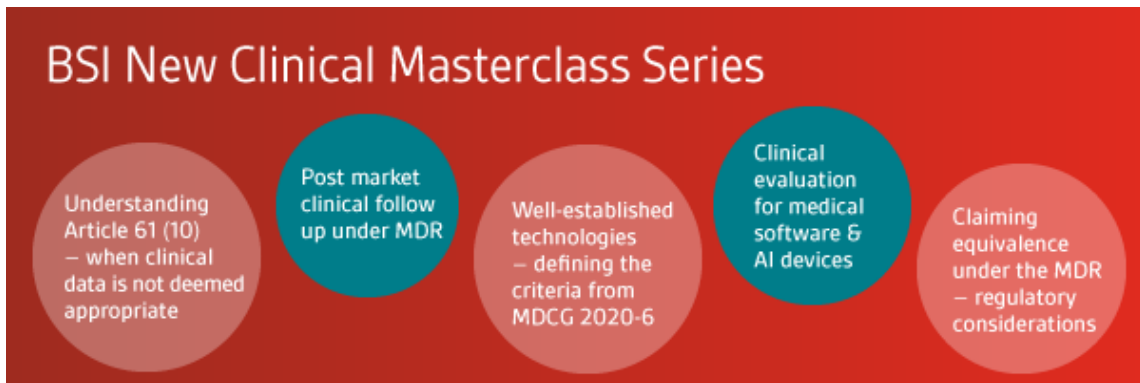 BSI New Clinical Masterclass Series
Understanding
Article 61 (10)
– when clinical
data is not deemed
appropriate
Post market
clinical follow
up under MDR
Well-established
technologies
– defining the
criteria from
MDCG 2020-6
Clinical
evaluation
for medical
software &
AI devices
Claiming
equivalence
under the MDR
– regulatory
considerations